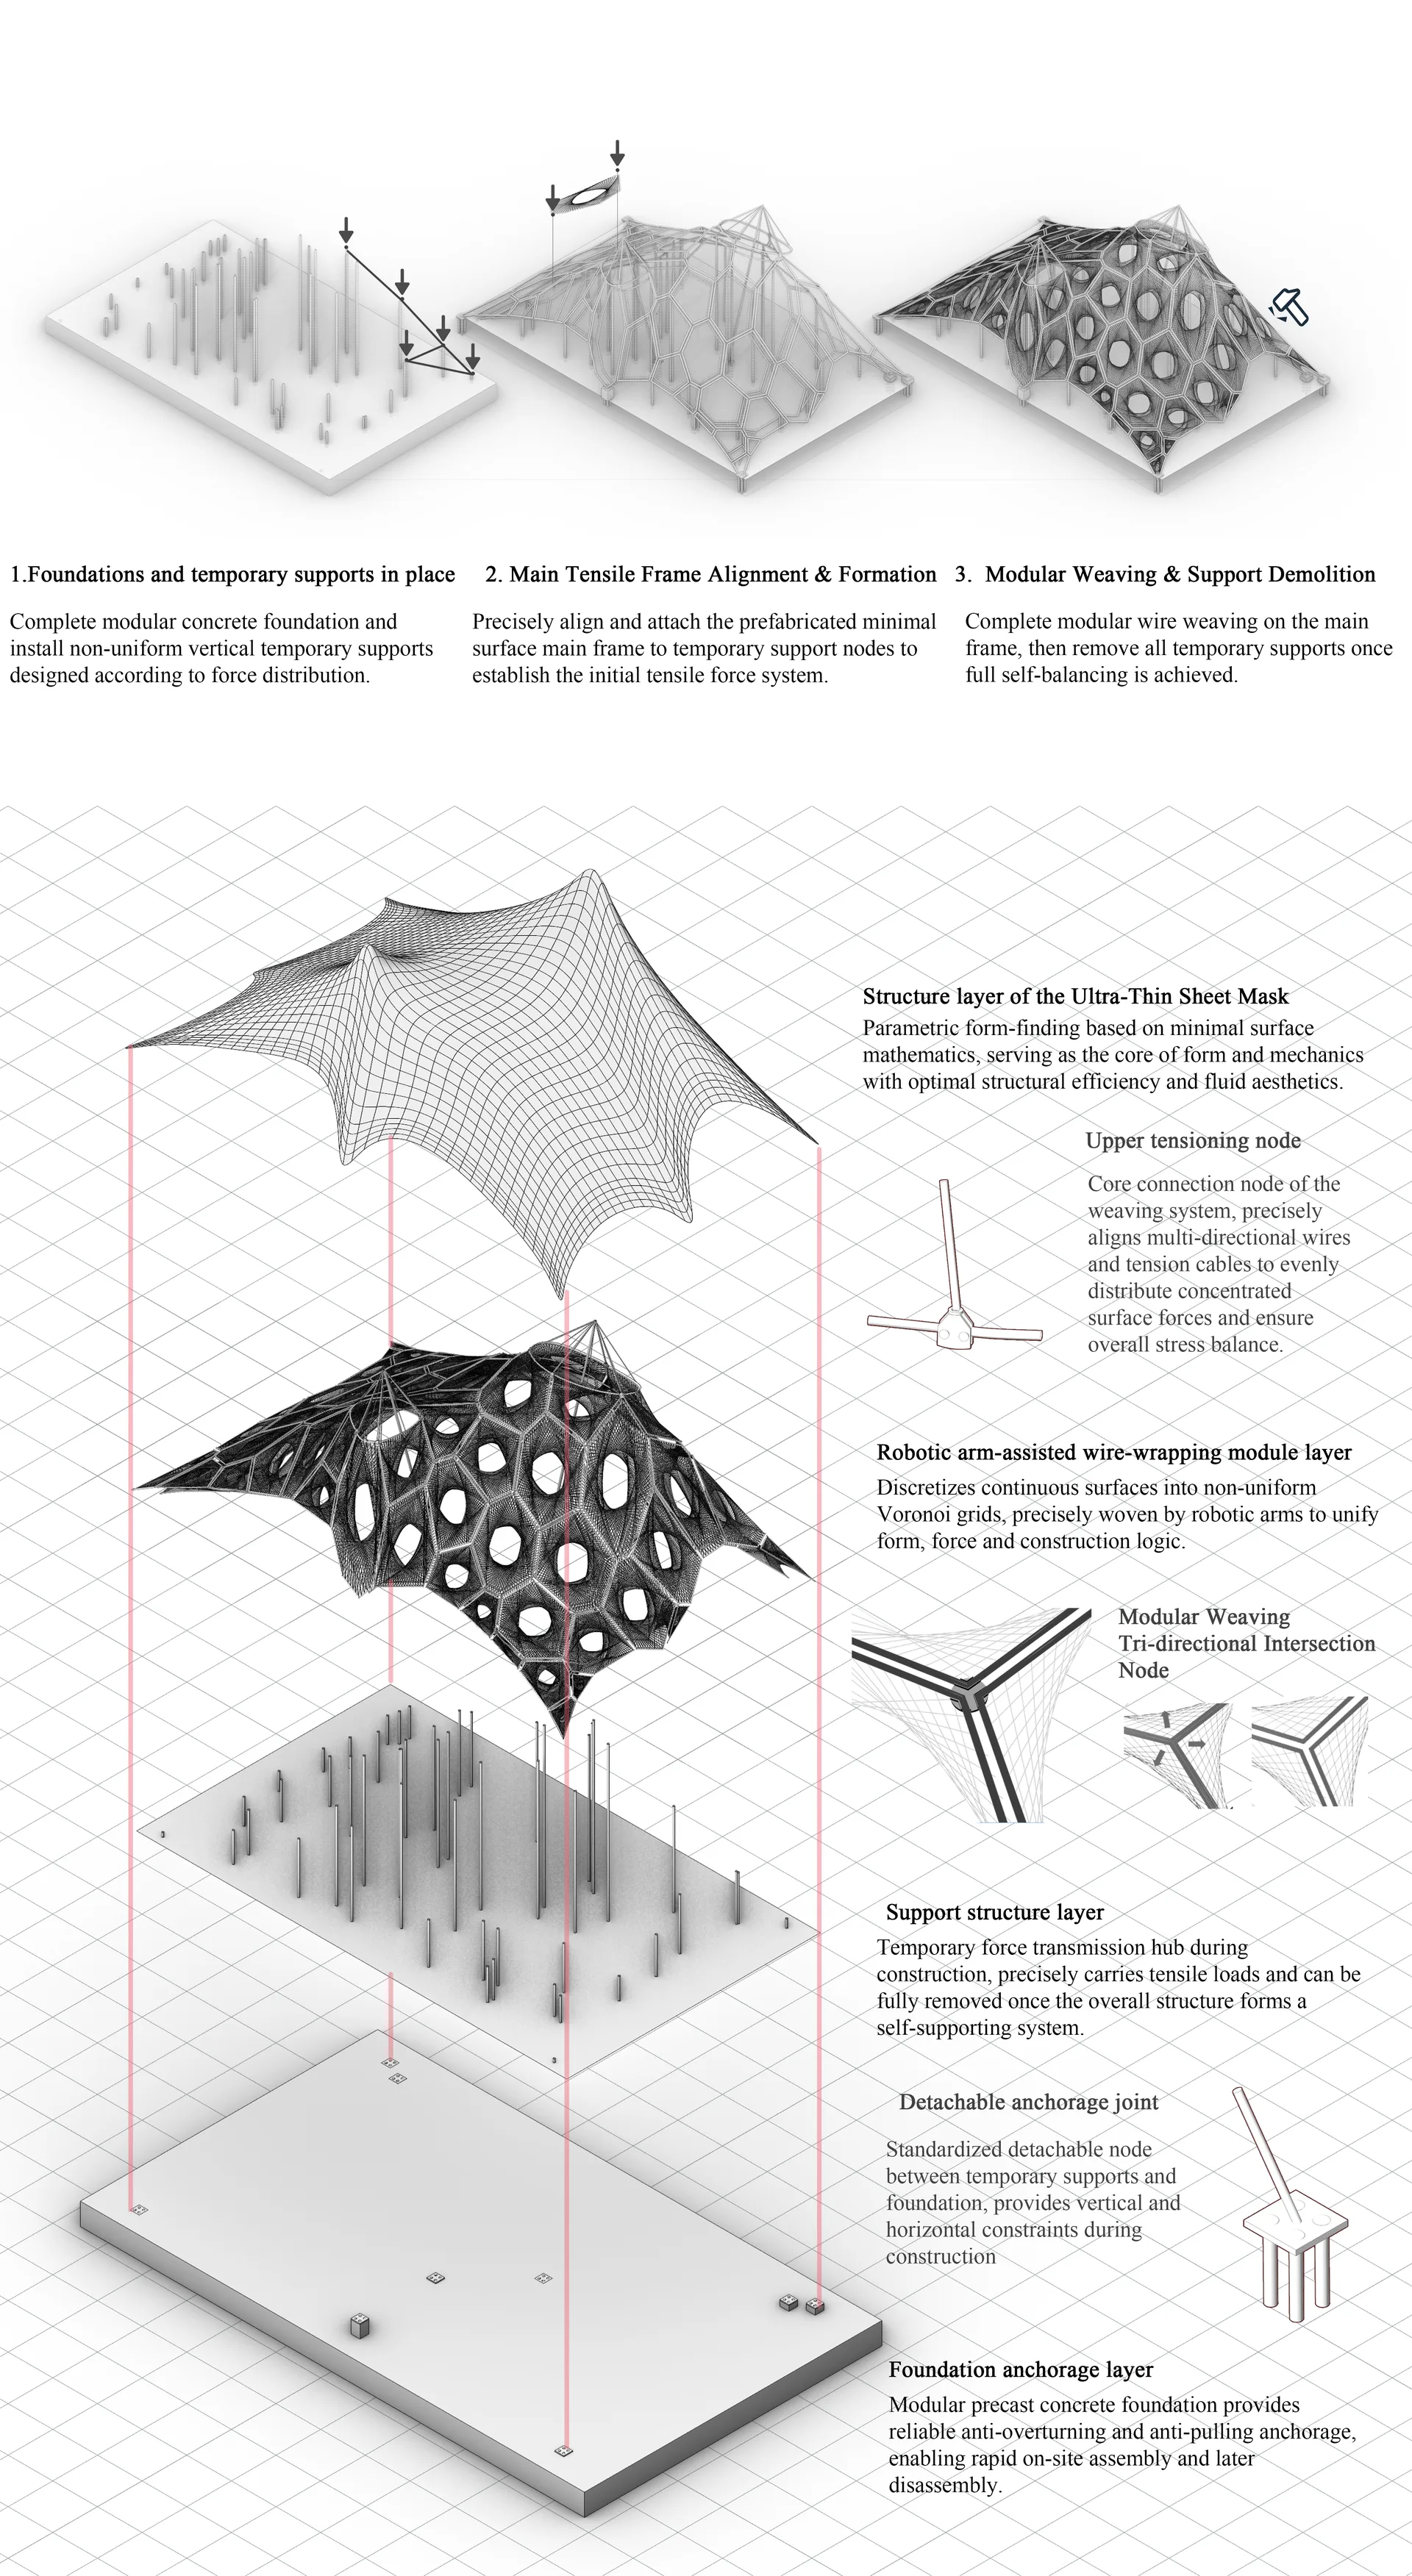 1.Foundations and temporary supports in place
Complete modular concrete foundation and
install non-uniform vertical temporary supports
designed according to force distribution.
2. Main Tensile Frame Alignment & Formation
Precisely align and attach the prefabricated minimal
surface main frame to temporary support nodes to
establish the initial tensile force system.
3. Modular Weaving & Support Demolition
Complete modular wire weaving on the main
frame, then remove all temporary supports once
full self-balancing is achieved.
Structure layer of the Ultra-Thin Sheet Mask
Parametric form-finding based on minimal surface
mathematics, serving as the core of form and mechanics
with optimal structural efficiency and fluid aesthetics.
Upper tensioning node
Core connection node of the
weaving system, precisely
aligns multi-directional wires
and tension cables to evenly
distribute concentrated
surface forces and ensure
overall stress balance.
Robotic arm-assisted wire-wrapping module layer
Discretizes continuous surfaces into non-uniform
Voronoi grids, precisely woven by robotic arms to unify
form, force and construction logic.
Modular Weaving
Tri-directional Intersection
Node
Support structure layer
Temporary force transmission hub during
construction, precisely carries tensile loads and can be
fully removed once the overall structure forms a
self-supporting system.
Detachable anchorage joint
Standardized detachable node
between temporary supports and
foundation, provides vertical and
horizontal constraints during
construction
Foundation anchorage layer
Modular precast concrete foundation provides
reliable anti-overturning and anti-pulling anchorage,
enabling rapid on-site assembly and later
disassembly.